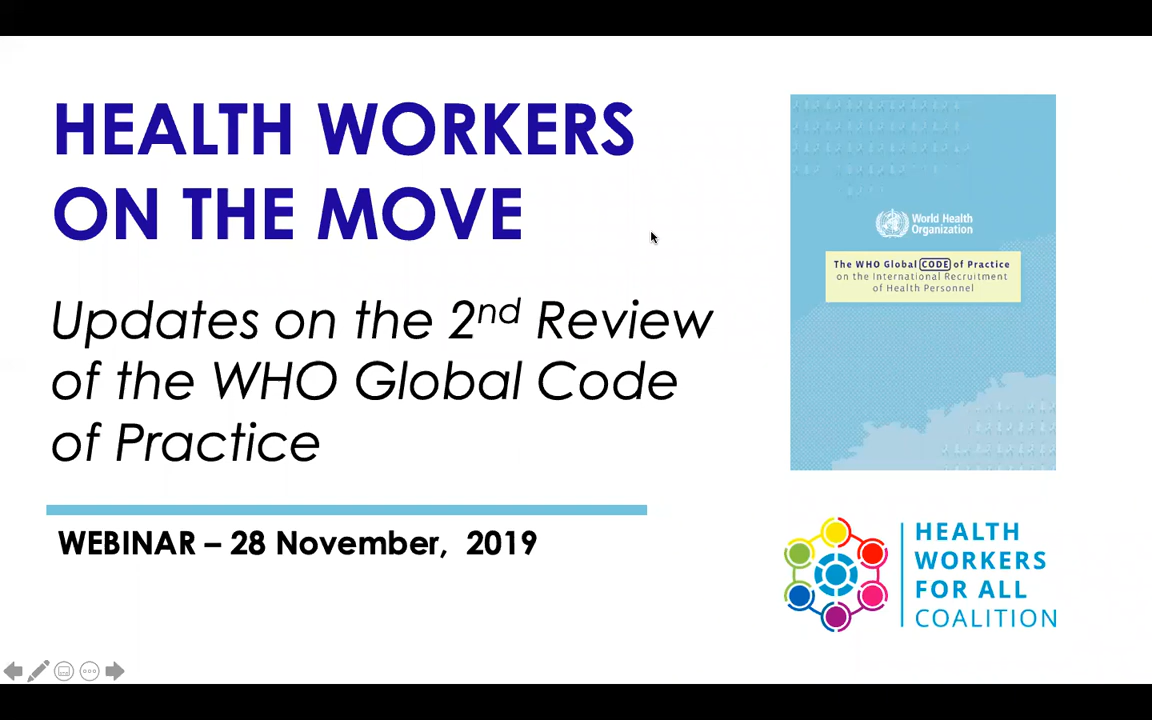 HEALTH WORKERS
ON THE MOVE
Updates on the 2nd Review
of the WHO Global Code
of Practice
WEBINAR – 28 November, 2019
World Health
Organization
The WHO Global CODE of Practice
on the International Recruitment
of Health Personnel
HEALTH
WORKERS
FOR ALL
COALITION